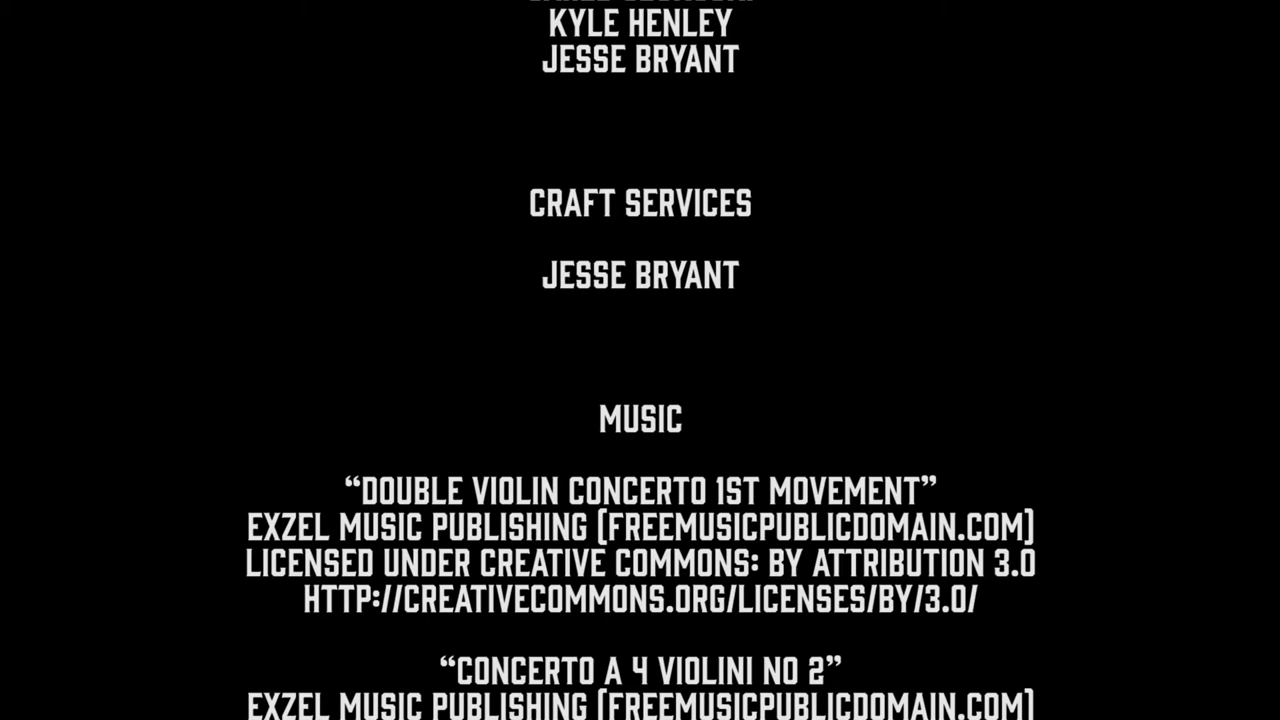 KYLE HENLEY
JESSE BRYANT
CRAFT SERVICES
JESSE BRYANT
MUSIC
“DOUBLE VIOLIN CONCERTO 1ST MOVEMENT”
EXZEL MUSIC PUBLISHING (FREEMUSICPUBLICDOMAIN.COM)
LICENSED UNDER CREATIVE COMMONS: BY ATTRIBUTION 3.0
HTTP://CREATIVECOMMONS.ORG/LICENSES/BY/3.0/
“CONCERTO A 4 VIOLINI NO 2”
EXZEL MUSIC PUBLISHING (FREEMUSICPUBLICDOMAIN.COM)